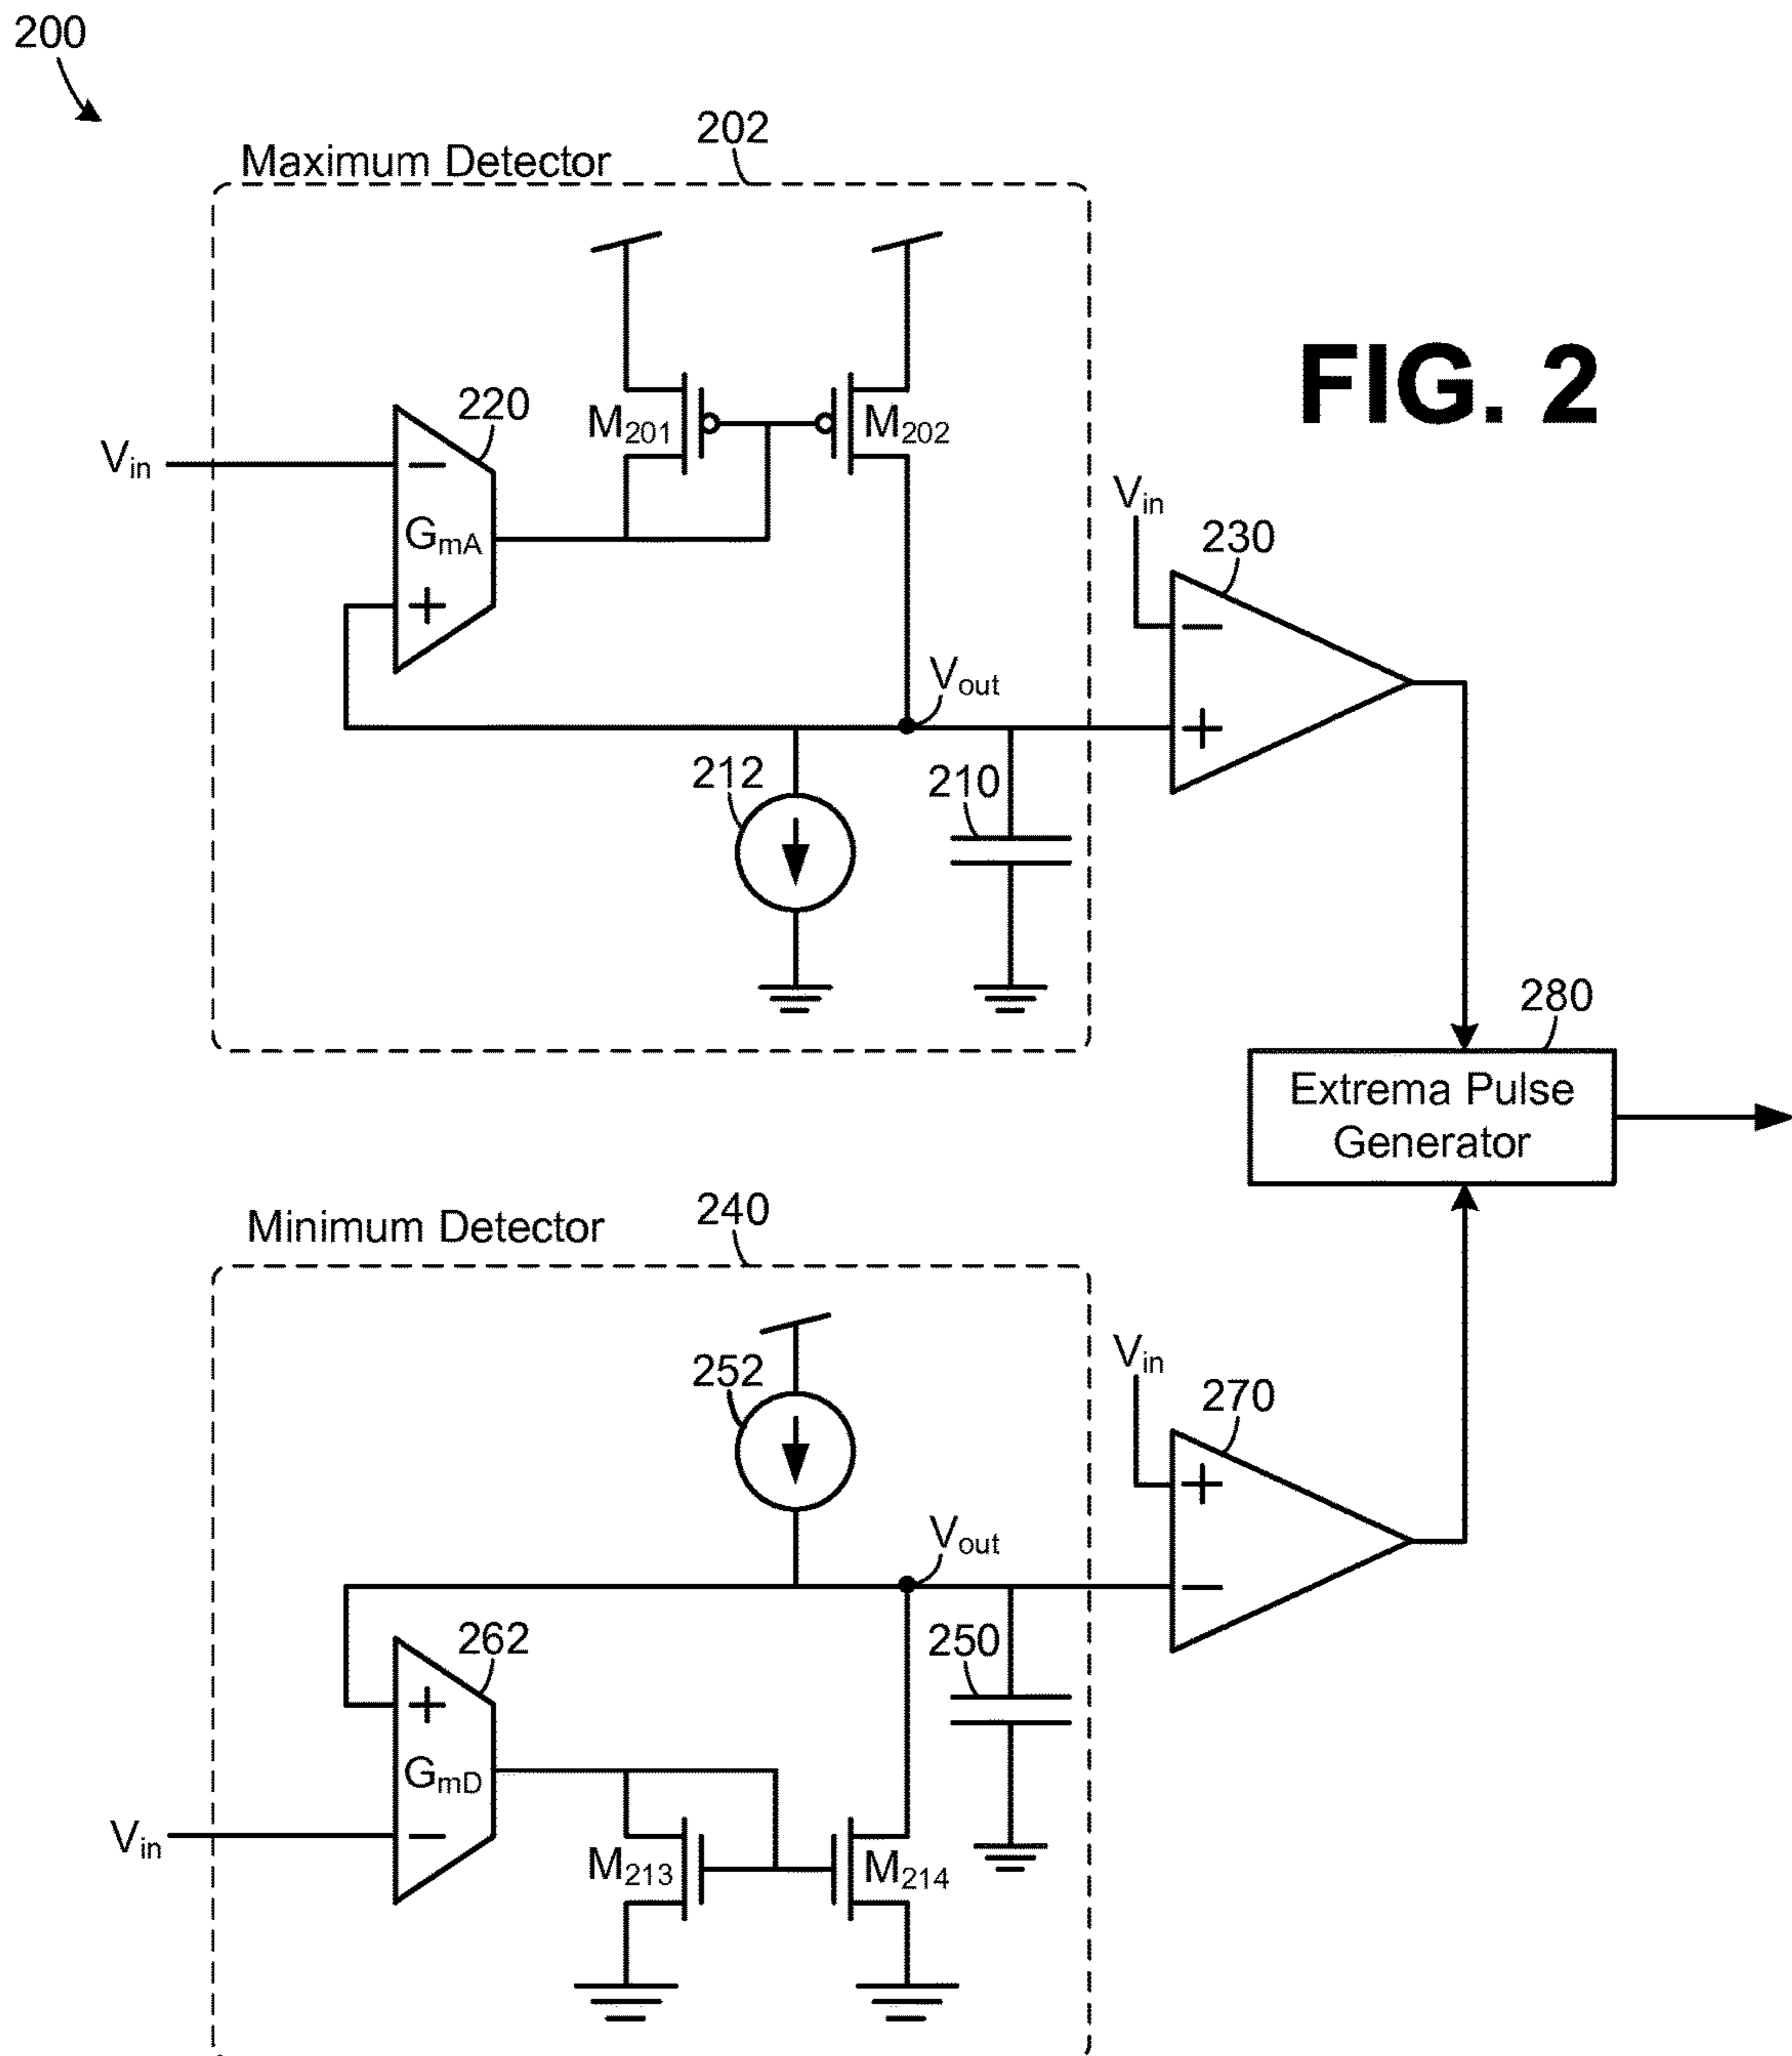 200
202
Maximum Detector
FIG. 2
220
M201
M202
Vin
GmA
−
+
Vin
230
−
+
Vout
212
210
280
Extrema Pulse
Generator
240
Minimum Detector
252
Vin
270
+
−
Vout
262
250
+
GmD
−
Vin
M213
M214